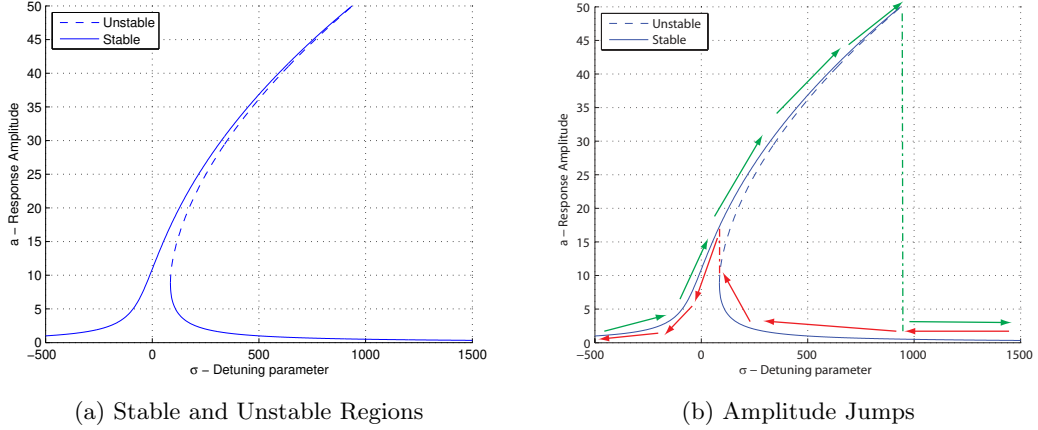 50
45
40
35
30
25
20
15
10
5
0
a – Response Amplitude
Unstable
Stable
-500 0 500 1000 1500
σ – Detuning parameter
(a) Stable and Unstable Regions
50
45
40
35
30
25
20
15
10
5
0
a – Response Amplitude
Unstable
Stable
-500 0 500 1000 1500
σ – Detuning parameter
(b) Amplitude Jumps